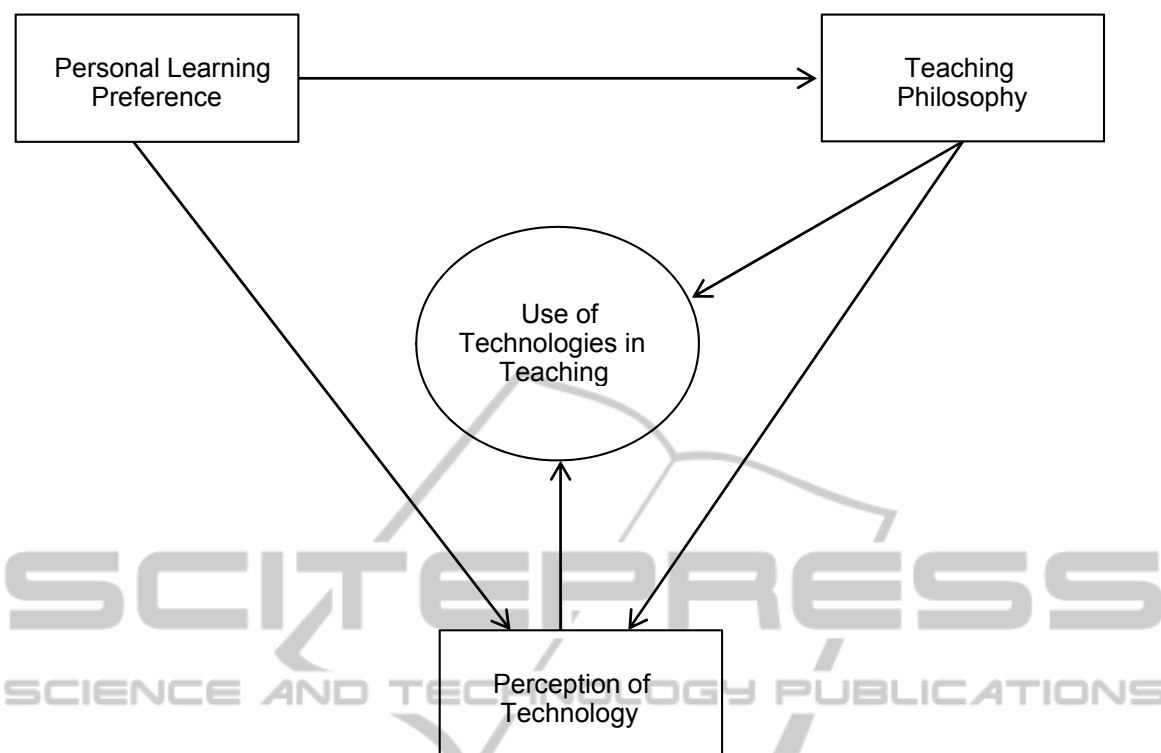 Personal Learning
Preference
Teaching
Philosophy
Use of
Technologies in
Teaching
SCITEPRESS
Perception of
Technology
SCIENCE AND TECHNOLOGY PUBLICATIONS